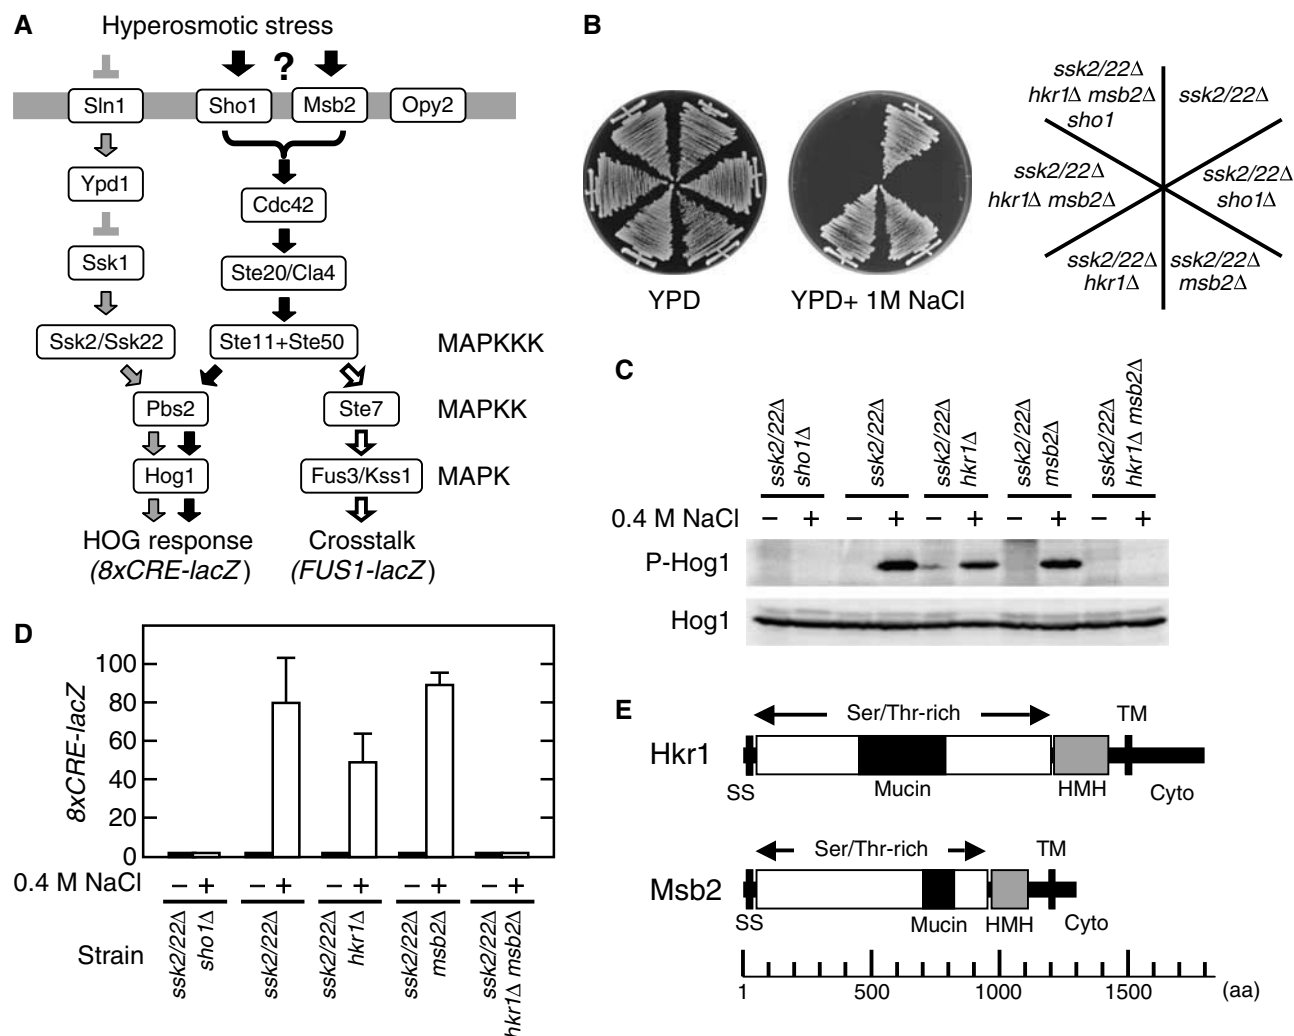 A
Hyperosmotic stress
?
Sln1
Sho1
Msb2
Opy2
Ypd1
Cdc42
Ssk1
Ste20/Cla4
Ssk2/Ssk22
Ste11+Ste50
MAPKKK
Pbs2
Ste7
MAPKK
Hog1
Fus3/Kss1
MAPK
HOG response
(8xCRE-lacZ)
Crosstalk
(FUS1-lacZ)
B
YPD
YPD+ 1M NaCl
ssk2/22Δ
hkr1Δ msb2Δ
sho1
ssk2/22Δ
ssk2/22Δ
hkr1Δ msb2Δ
ssk2/22Δ
sho1Δ
ssk2/22Δ
hkr1Δ
ssk2/22Δ
msb2Δ
C
ssk2/22Δ
sho1Δ
ssk2/22Δ
ssk2/22Δ
hkr1Δ
ssk2/22Δ
msb2Δ
ssk2/22Δ
hkr1Δ msb2Δ
0.4 M NaCl − + − + − + − + − +
P-Hog1
Hog1
D
8xCRE-lacZ
100
80
60
40
20
0
0.4 M NaCl − + − + − + − + − +
Strain
ssk2/22Δ
sho1Δ
ssk2/22Δ
ssk2/22Δ
hkr1Δ
ssk2/22Δ
msb2Δ
ssk2/22Δ
hkr1Δ msb2Δ
E
Ser/Thr-rich
TM
Hkr1
SS
Mucin
HMH
Cyto
Ser/Thr-rich
TM
Msb2
SS
Mucin
HMH
Cyto
1 500 1000 1500 (aa)